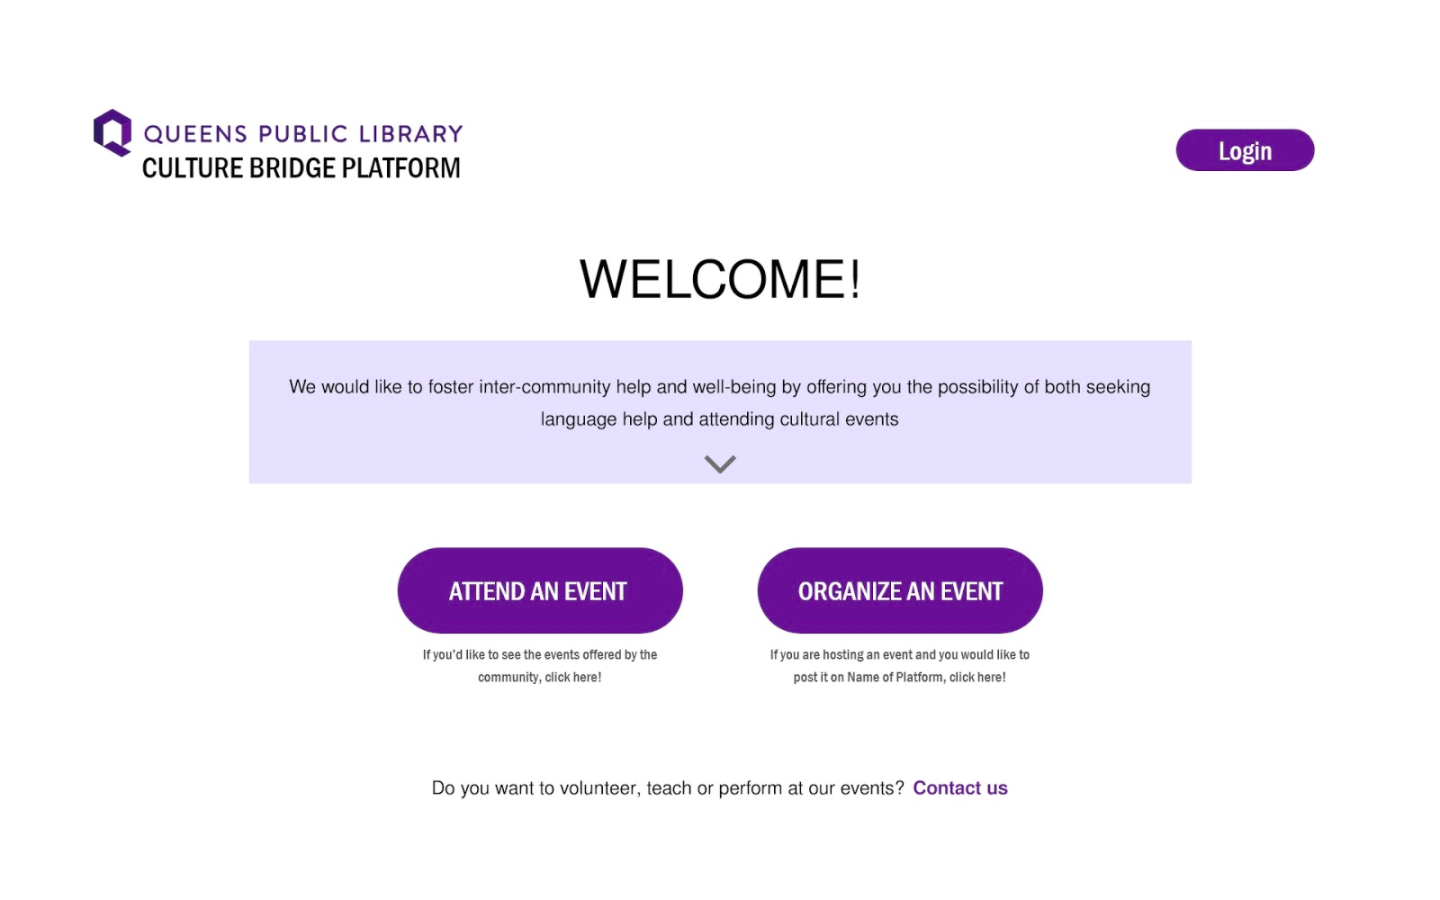 QUEENS PUBLIC LIBRARY
CULTURE BRIDGE PLATFORM
Login
WELCOME!
We would like to foster inter-community help and well-being by offering you the possibility of both seeking
language help and attending cultural events
ATTEND AN EVENT
If you'd like to see the events offered by the
community, click here!
ORGANIZE AN EVENT
If you are hosting an event and you would like to
post it on Name of Platform, click here!
Do you want to volunteer, teach or perform at our events? Contact us